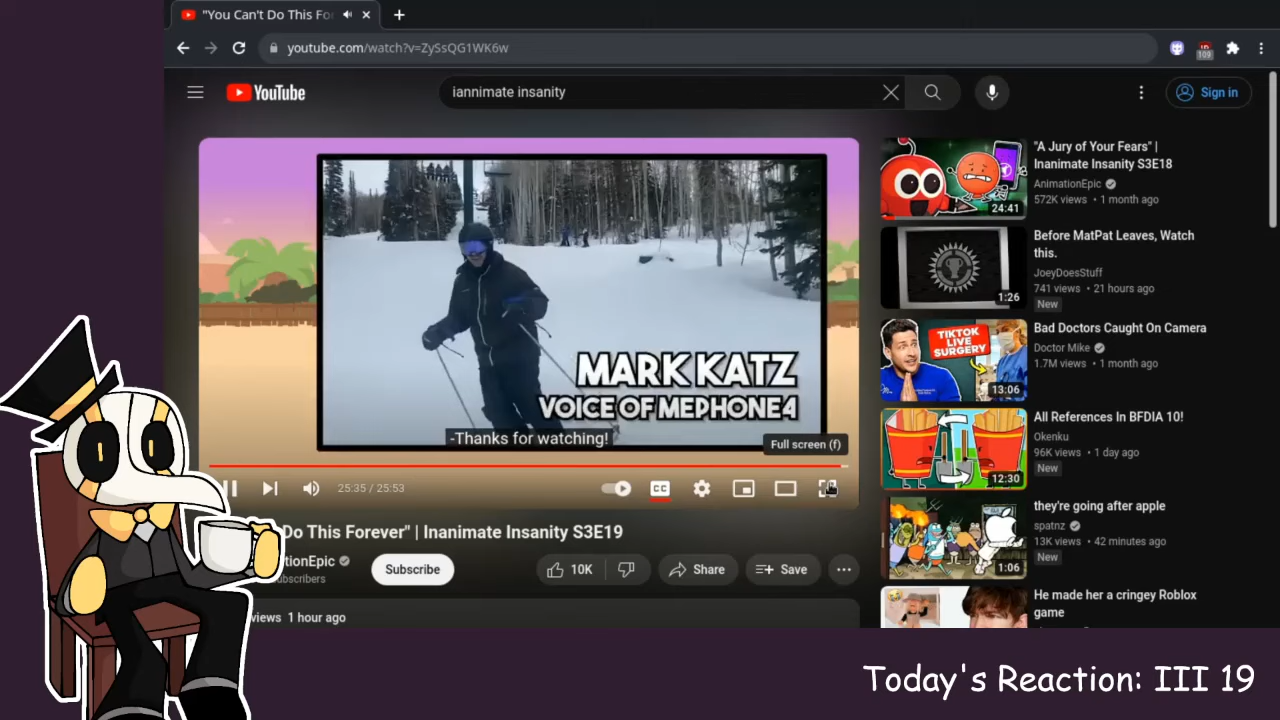 "You Can't Do This For
youtube.com/watch?v=ZySsQG1WK6w
109
YouTube
iannimate insanity
Sign in
MARK KATZ
VOICE OF MEPHONE4
-Thanks for watching!
Full screen (f)
25:35 / 25:53
CC
Do This Forever" | Inanimate Insanity S3E19
tionEpic
subscribers
Subscribe
10K
Share
Save
views 1 hour ago
"A Jury of Your Fears" |
Inanimate Insanity S3E18
AnimationEpic
572K views • 1 month ago
24:41
Before MatPat Leaves, Watch
this.
JoeyDoesStuff
741 views • 21 hours ago
New
1:26
Bad Doctors Caught On Camera
Doctor Mike
1.7M views • 1 month ago
TIKTOK
LIVE
SURGERY
13:06
All References In BFDIA 10!
Okenku
96K views • 1 day ago
New
12:30
they're going after apple
spatnz
13K views • 42 minutes ago
New
1:06
He made her a cringey Roblox
game
Today's Reaction: III 19